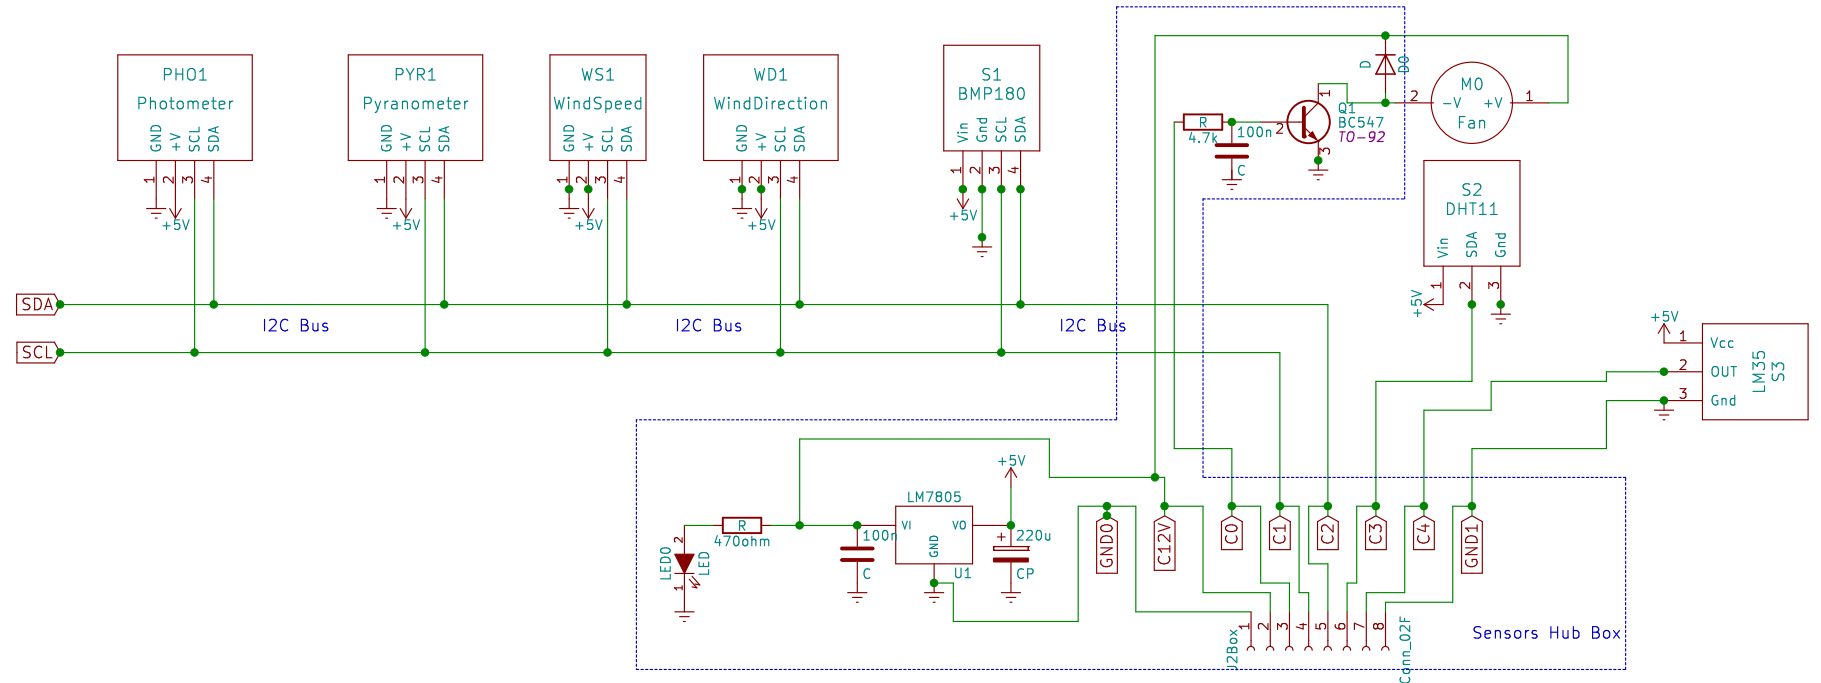 PHO1
Photometer
GND
+V
SCL
SDA
1
2
3
4
+5V
PYR1
Pyranometer
GND
+V
SCL
SDA
1
2
3
4
+5V
WS1
WindSpeed
GND
+V
SCL
SDA
1
2
3
4
+5V
WD1
WindDirection
GND
+V
SCL
SDA
1
2
3
4
+5V
S1
BMP180
Vin
Gnd
SCL
SDA
1
2
3
4
+5V
D
D0
M0
-V +V
Fan
2
1
R
4.7k
100n
C
Q1
BC547
TO-92
1
2
3
S2
DHT11
Vin
SDA
Gnd
1
2
3
+5V
SDA
I2C Bus
I2C Bus
I2C Bus
SCL
+5V
1
2
3
Vcc
OUT
Gnd
LM35
S3
LED0
LED
2
1
R
470ohm
100n
C
LM7805
VI
VO
GND
U1
+5V
+
220u
CP
GND0
C12V
C0
C1
C2
C3
C4
GND1
1
2
3
4
5
6
7
8
J2Box
Conn_02F
Sensors Hub Box